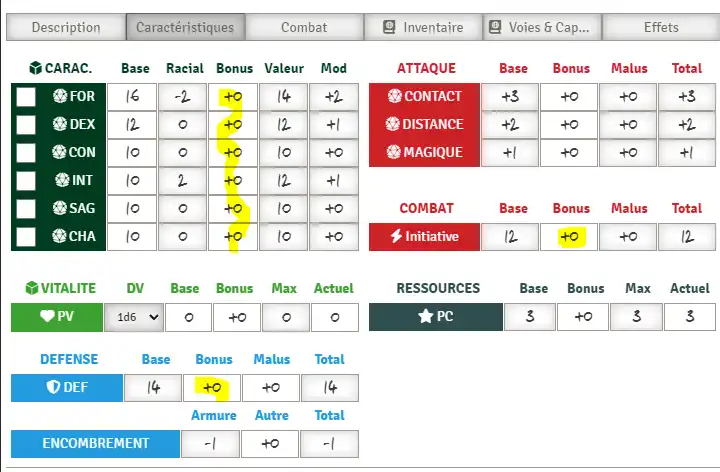 Description Caractéristiques Combat Inventaire Voies & Cap... Effets
CARAC. Base Racial Bonus Valeur Mod
FOR 16 -2 +0 14 +2
DEX 12 0 +0 12 +1
CON 10 0 +0 10 +0
INT 10 2 +0 12 +1
SAG 10 0 +0 10 +0
CHA 10 0 +0 10 +0
ATTAQUE Base Bonus Malus Total
CONTACT +3 +0 +0 +3
DISTANCE +2 +0 +0 +2
MAGIQUE +1 +0 +0 +1
COMBAT Base Bonus Malus Total
Initiative 12 +0 +0 12
VITALITE DV Base Bonus Max Actuel
PV 1d6 0 +0 0 0
RESSOURCES Base Bonus Max Actuel
PC 3 +0 3 3
DEFENSE Base Bonus Malus Total
DEF 14 +0 +0 14
Armure Autre Total
ENCOMBREMENT -1 +0 -1